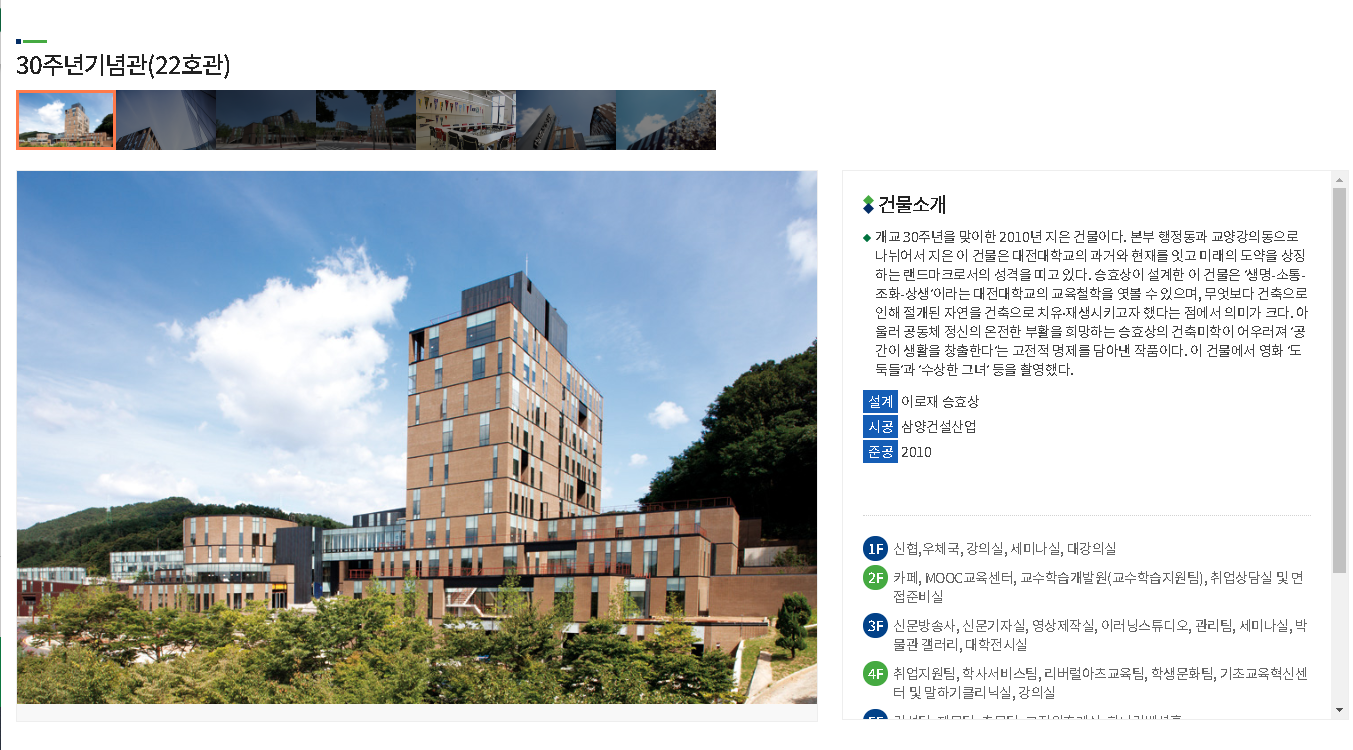 30주년기념관(22호관)
건물소개
개교 30주년을 맞이한 2010년 지은 건물이다. 본부 행정동과 교양강의동으로
나뉘어서 지은 이 건물은 대전대학교의 과거와 현재를 잇고 미래의 도약을 상징
하는 랜드마크로서의 성격을 띠고 있다. 승효상이 설계한 이 건물은 ‘생명-소통-
조화-상생’이라는 대전대학교의 교육철학을 엿볼 수 있으며, 무엇보다 건축으로
인해 절개된 자연을 건축으로 치유·재생시키고자 했다는 점에서 의미가 크다. 아
울러 공동체 정신의 온전한 부활을 희망하는 승효상의 건축미학이 어우러져 ‘공
간이 생활을 창출한다’는 고전적 명제를 담아낸 작품이다. 이 건물에서 영화 ‘도
둑들’과 ‘수상한 그녀’ 등을 촬영했다.
설계 이로재 승효상
시공 삼양건설산업
준공 2010
1F 신협,우체국, 강의실, 세미나실, 대강의실
2F 카페, MOOC교육센터, 교수학습개발원(교수학습지원팀), 취업상담실 및 면
접준비실
3F 신문방송사, 신문기자실, 영상제작실, 이러닝스튜디오, 관리팀, 세미나실, 박
물관 갤러리, 대학전시실
4F 취업지원팀, 학사서비스팀, 리버럴아츠교육팀, 학생문화팀, 기초교육혁신센
터 및 말하기클리닉실, 강의실